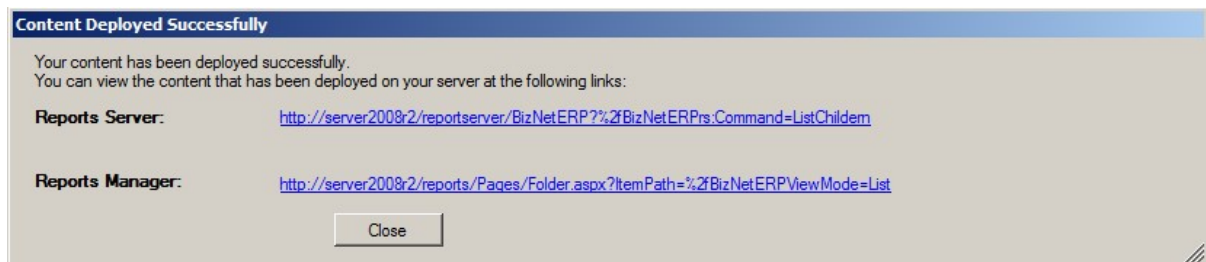 Content Deployed Successfully
Your content has been deployed successfully.
You can view the content that has been deployed on your server at the following links:
Reports Server: http://server2008r2/reportserver/BizNetERP?%2fBizNetERPrs:Command=ListChildern
Reports Manager: http://server2008r2/reports/Pages/Folder.aspx?ItemPath=%2fBizNetERPViewMode=List
Close